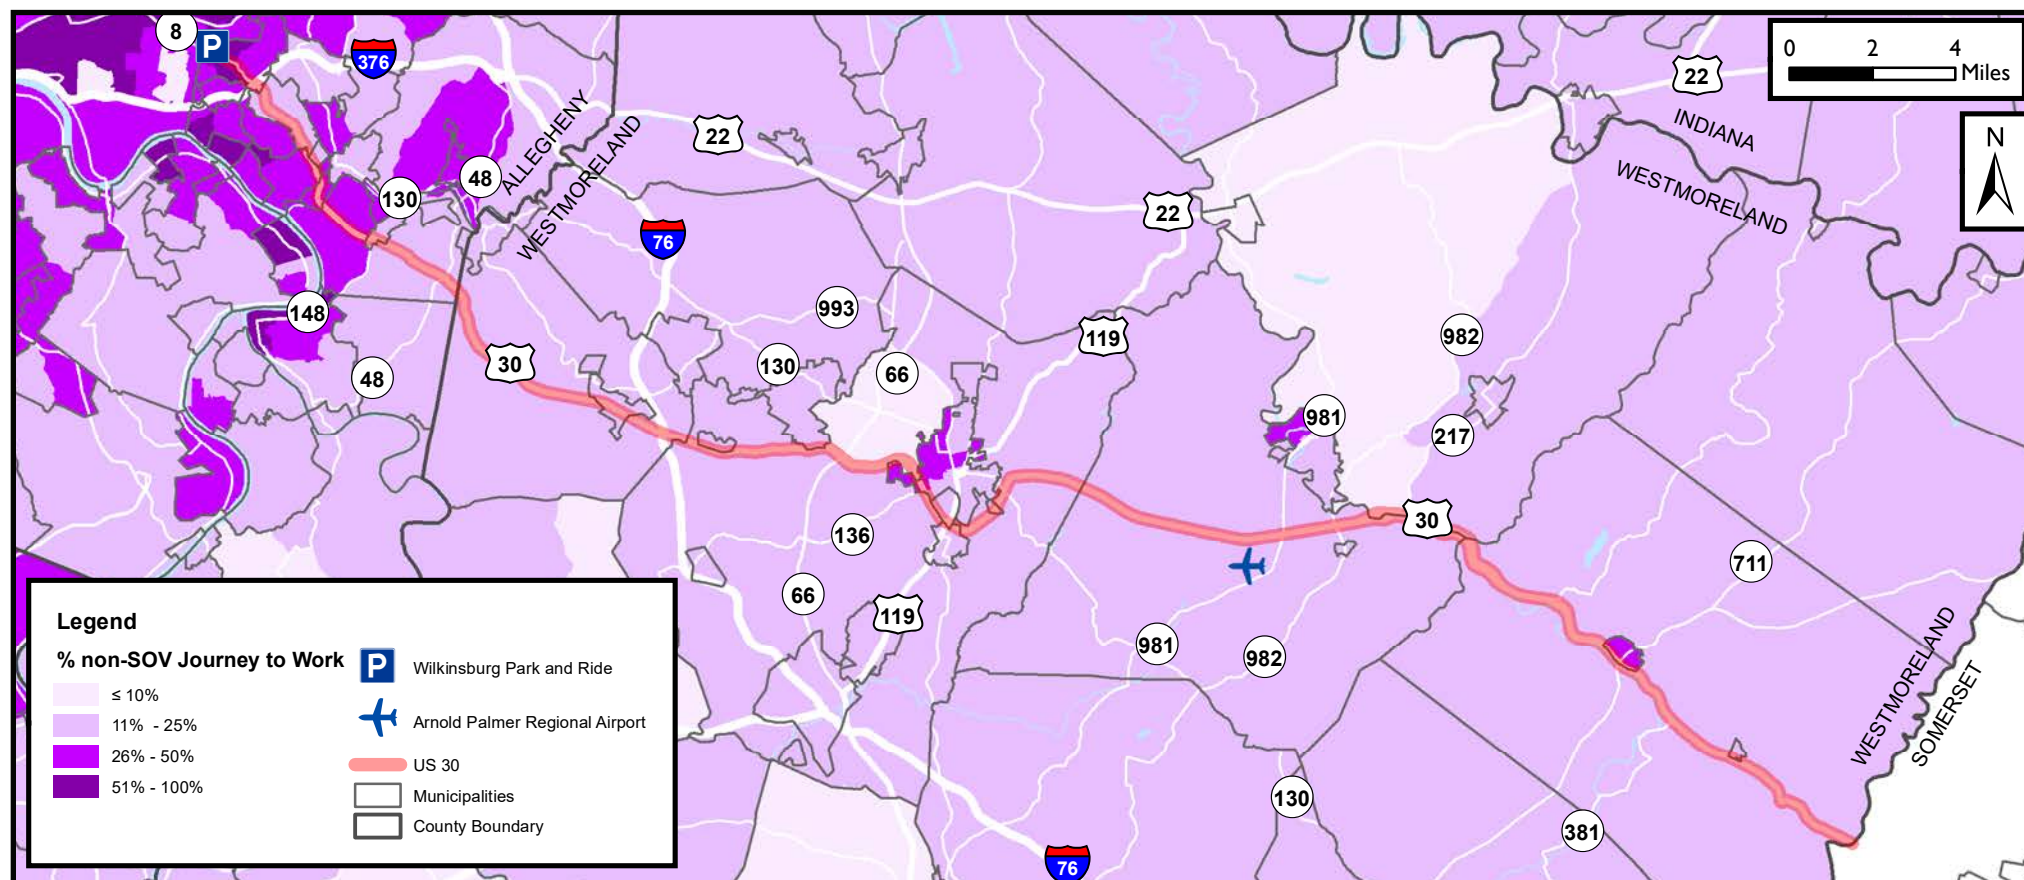 8
P
376
22
0 2 4
Miles
INDIANA
N
ALLEGHENY
WESTMORELAND
22
48
130
WESTMORELAND
22
76
148
993
119
982
30
130
66
48
981
217
30
136
711
66
119
981
982
WESTMORELAND
SOMERSET
130
381
76
Legend
% non-SOV Journey to Work
≤ 10%
11% - 25%
26% - 50%
51% - 100%
P
Wilkinsburg Park and Ride
Arnold Palmer Regional Airport
US 30
Municipalities
County Boundary